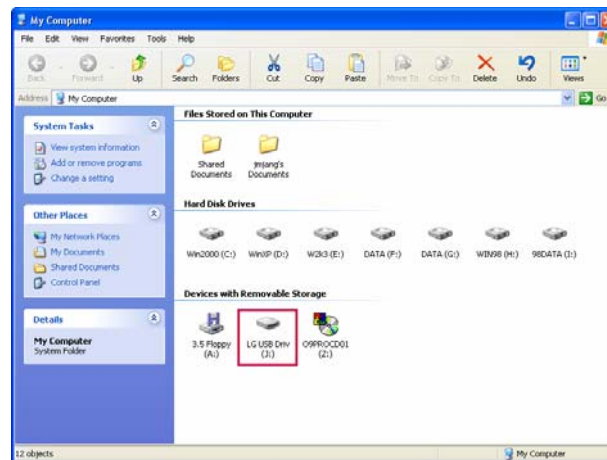 My Computer
File Edit View Favorites Tools Help
Back Forward Up Search Folders Cut Copy Paste Move To Copy To Delete Undo Views
Address My Computer Go
System Tasks
View system information
Add or remove programs
Change a setting
Other Places
My Network Places
My Documents
Shared Documents
Control Panel
Details
My Computer
System Folder
Files Stored on This Computer
Shared Documents
jmjang's Documents
Hard Disk Drives
Win2000 (C:) WinXP (D:) W2k3 (E:) DATA (F:) DATA (G:) WIN98 (H:) 98DATA (I:)
Devices with Removable Storage
3.5 Floppy (A:)
LG USB Driv (J:)
O9PROCD01 (Z:)
12 objects My Computer